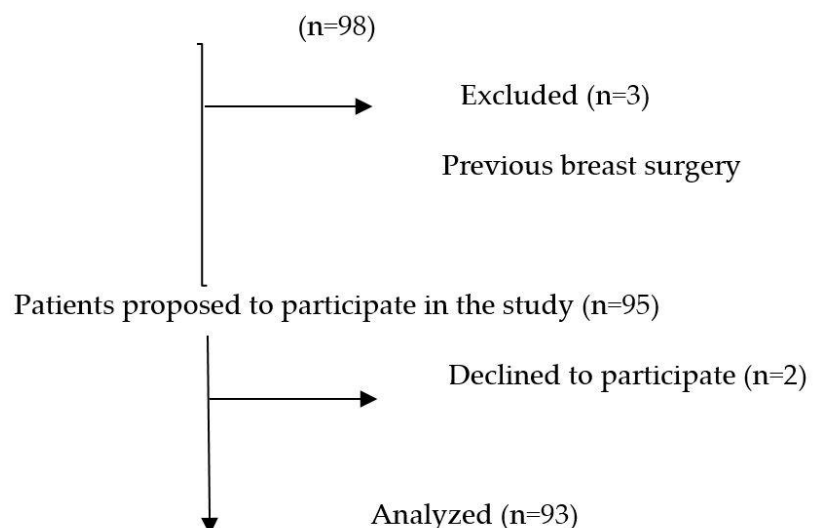 (n=98)
Excluded (n=3)
Previous breast surgery
Patients proposed to participate in the study (n=95)
Declined to participate (n=2)
Analyzed (n=93)